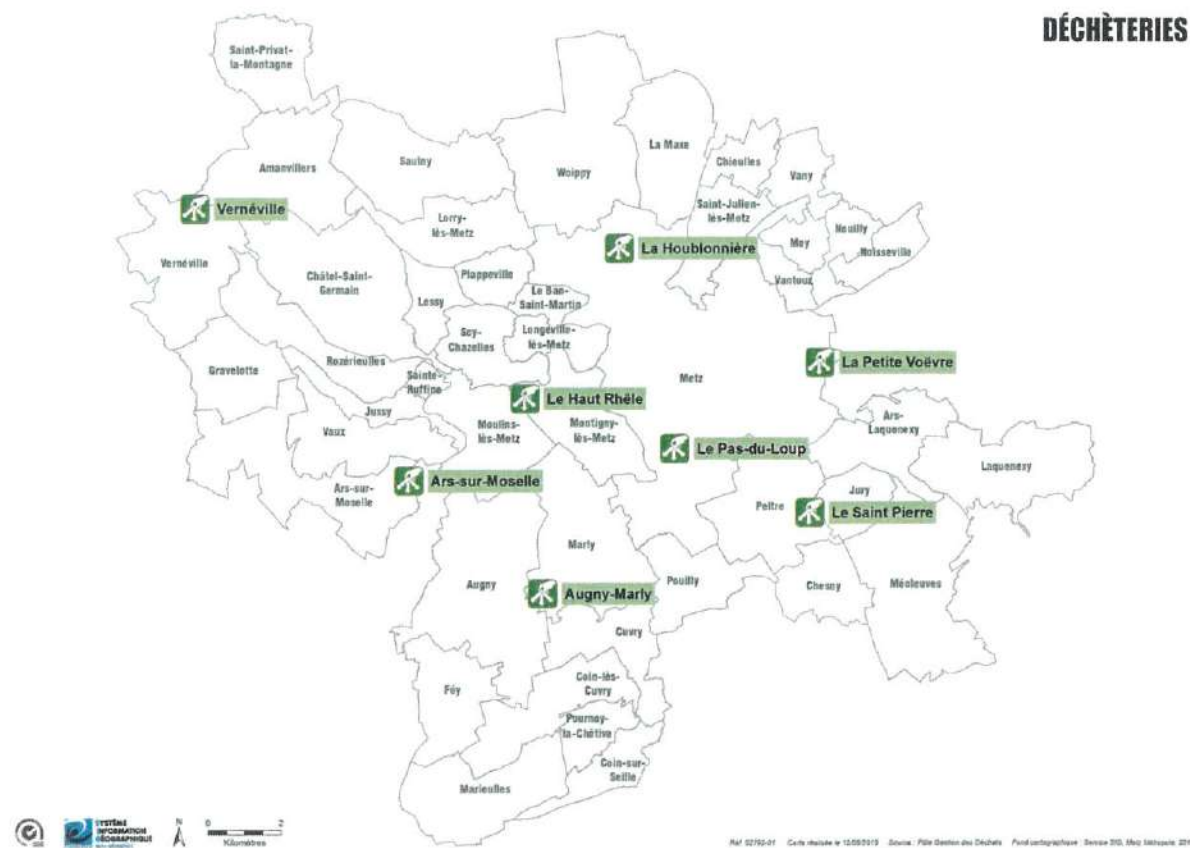 DÉCHÈTERIES
Saint-Privat-
la-Montagne
La Maxe
Amanvillers
Saulny
Chieulles
Woippy
Vany
Vernéville
Saint-Julien-
lès-Metz
Lorry-
lès-Metz
Nouilly
Mey
La Houblonnière
Noisseville
Vernéville
Châtel-Saint-
Germain
Plappeville
Vantoux
Lessy
Le Ban-
Saint-Martin
Scy-
Chazelles
Longeville-
lès-Metz
Rozérieulles
La Petite Voëvre
Gravelotte
Sainte-
Ruffine
Metz
Le Haut Rhêle
Jussy
Ars-
Laquenexy
Moulins-
lès-Metz
Montigny-
lès-Metz
Vaux
Le Pas-du-Loup
Laquenexy
Ars-sur-Moselle
Ars-sur-
Moselle
Jury
Peltre
Le Saint Pierre
Marly
Augny
Pouilly
Chesny
Mécleuves
Augny-Marly
Cuvry
Coin-lès-
Cuvry
Féy
Pournoy-
la-Chétive
Coin-sur-
Seille
Marieulles
SYSTÈME
INFORMATION
GÉOGRAPHIQUE
N
0 2
Kilomètres